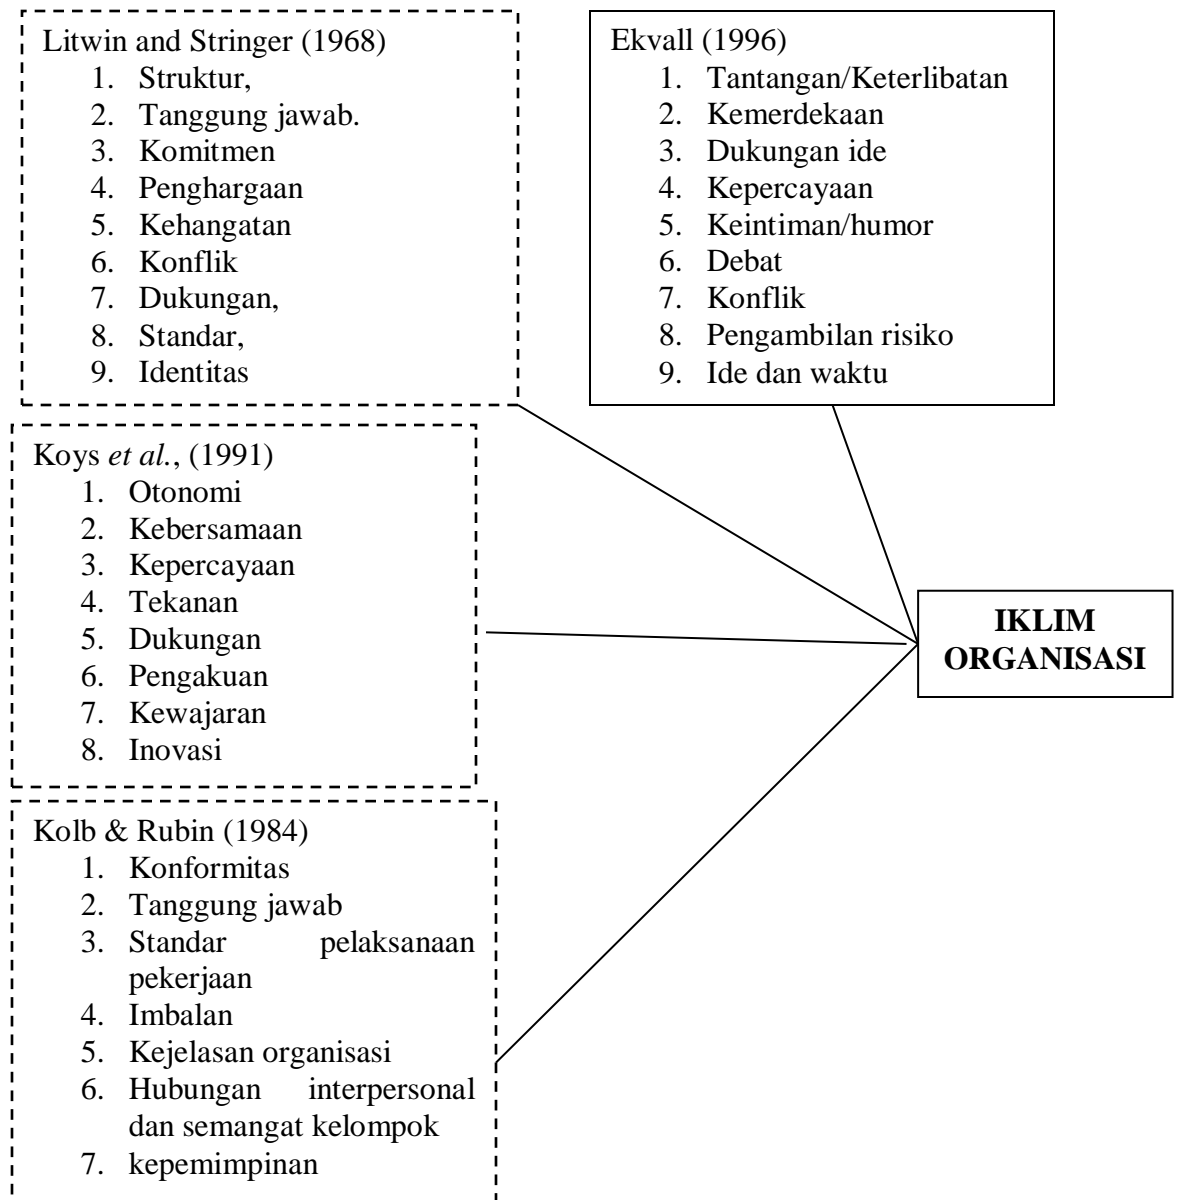 Litwin and Stringer (1968)
1. Struktur,
2. Tanggung jawab.
3. Komitmen
4. Penghargaan
5. Kehangatan
6. Konflik
7. Dukungan,
8. Standar,
9. Identitas
Ekvall (1996)
1. Tantangan/Keterlibatan
2. Kemerdekaan
3. Dukungan ide
4. Kepercayaan
5. Keintiman/humor
6. Debat
7. Konflik
8. Pengambilan risiko
9. Ide dan waktu
Koys et al., (1991)
1. Otonomi
2. Kebersamaan
3. Kepercayaan
4. Tekanan
5. Dukungan
6. Pengakuan
7. Kewajaran
8. Inovasi
IKLIM
ORGANISASI
Kolb & Rubin (1984)
1. Konformitas
2. Tanggung jawab
3. Standar pelaksanaan
pekerjaan
4. Imbalan
5. Kejelasan organisasi
6. Hubungan interpersonal
dan semangat kelompok
7. kepemimpinan